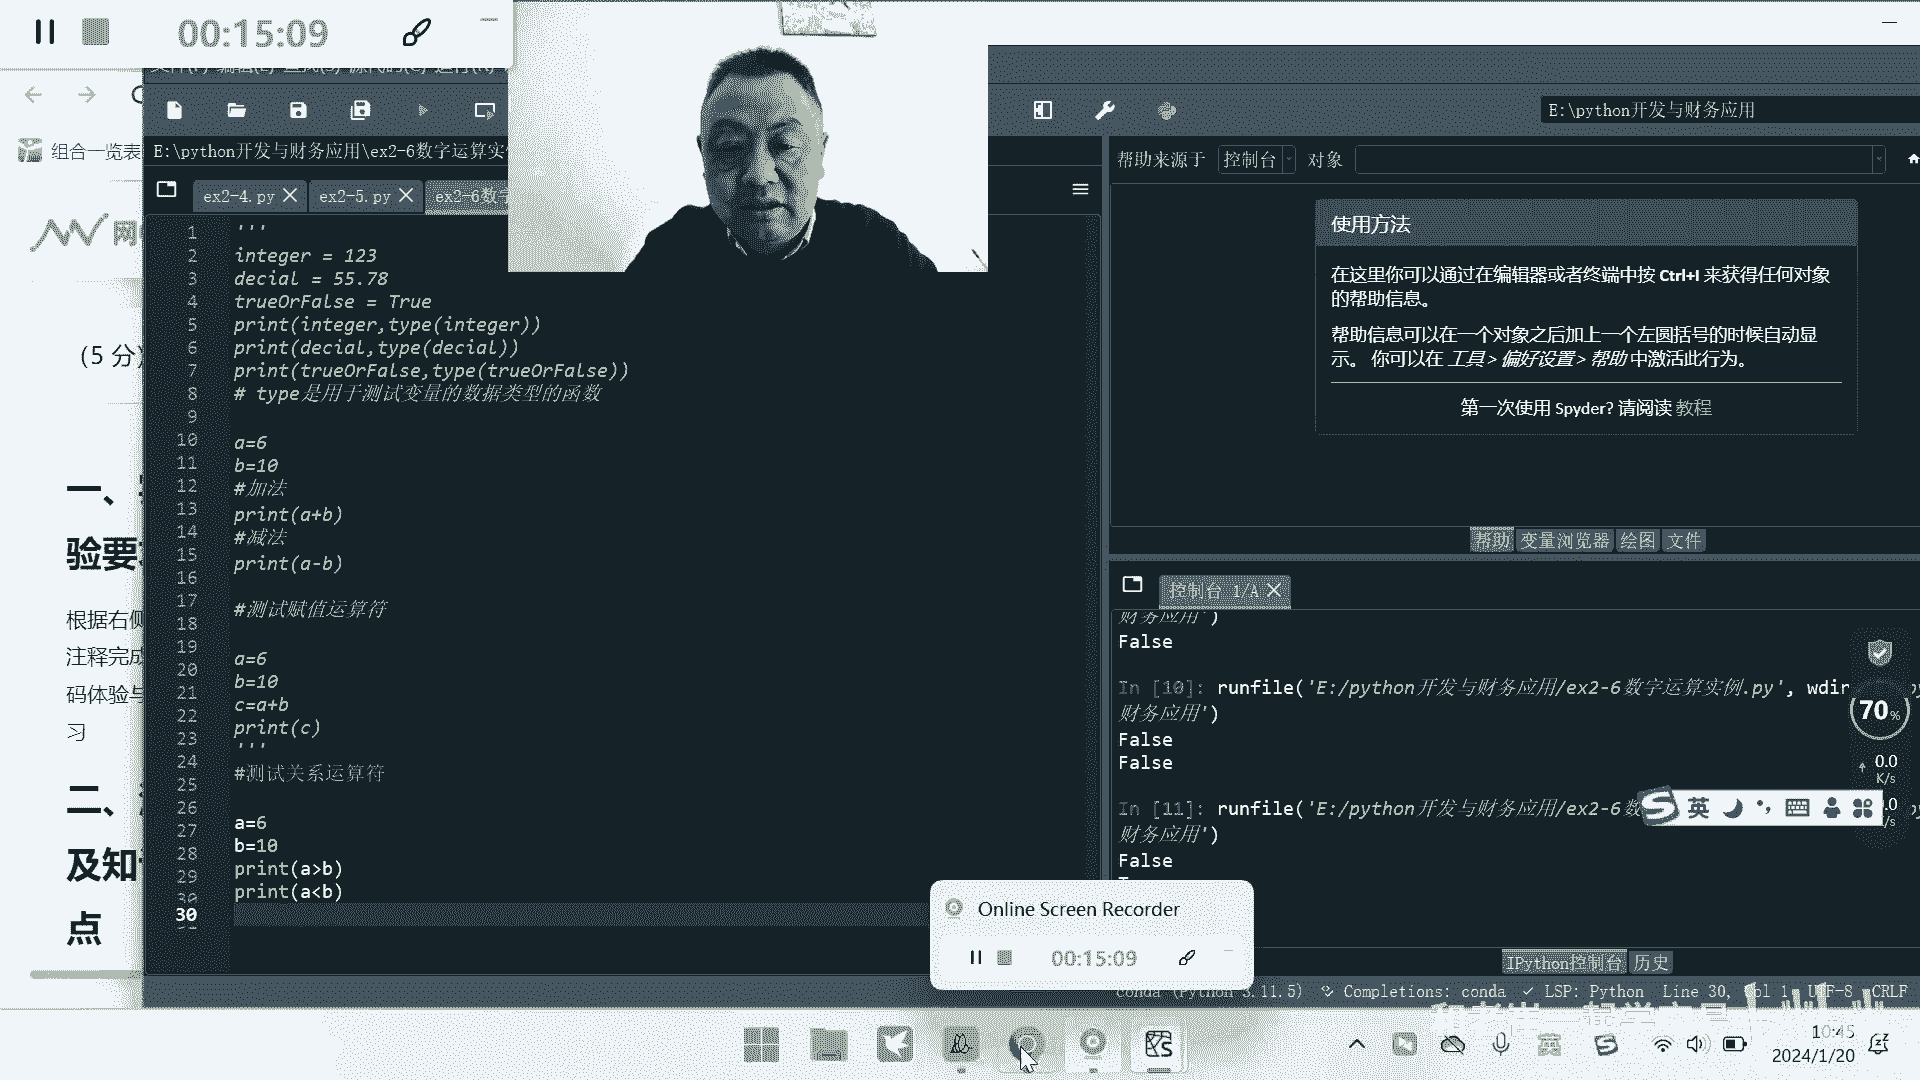 00:15:09
组合一览表
E:\python开发与财务应用\ex2-6数字运算实
E:\python开发与财务应用
ex2-4.py
ex2-5.py
ex2-6数字
帮助来源于 控制台 对象
使用方法
在这里你可以通过在编辑器或者终端中按 Ctrl+I 来获得任何对象
的帮助信息。
帮助信息可以在一个对象之后加上一个左圆括号的时候自动显
示。 你可以在 工具 > 偏好设置 > 帮助 中激活此行为。
第一次使用 Spyder? 请阅读 教程
帮助 变量浏览器 绘图 文件
(5 分)
一、
验要
根据右侧
注释完成
码体验与
习
二、
及知
点
1 '''
2 integer = 123
3 decial = 55.78
4 trueOrFalse = True
5 print(integer,type(integer))
6 print(decial,type(decial))
7 print(trueOrFalse,type(trueOrFalse))
8 # type是用于测试变量的数据类型的函数
9
10 a=6
11 b=10
12 #加法
13 print(a+b)
14 #减法
15 print(a-b)
16
17 #测试赋值运算符
18
19 a=6
20 b=10
21 c=a+b
22 print(c)
23 '''
24 #测试关系运算符
25
26 a=6
27 b=10
28 print(a>b)
29 print(a<b)
30
控制台 1/A
财务应用')
False
In [10]: runfile('E:/python开发与财务应用/ex2-6数字运算实例.py', wdir
财务应用')
False
False
In [11]: runfile('E:/python开发与财务应用/ex2-6数
财务应用')
False
70%
0.0
K/s
英
Online Screen Recorder
00:15:09
IPython控制台 历史
conda (Python 3.11.5) Completions: conda LSP: Python Line 30, Col 1 UTF-8 CRLF
10:45
2024/1/20